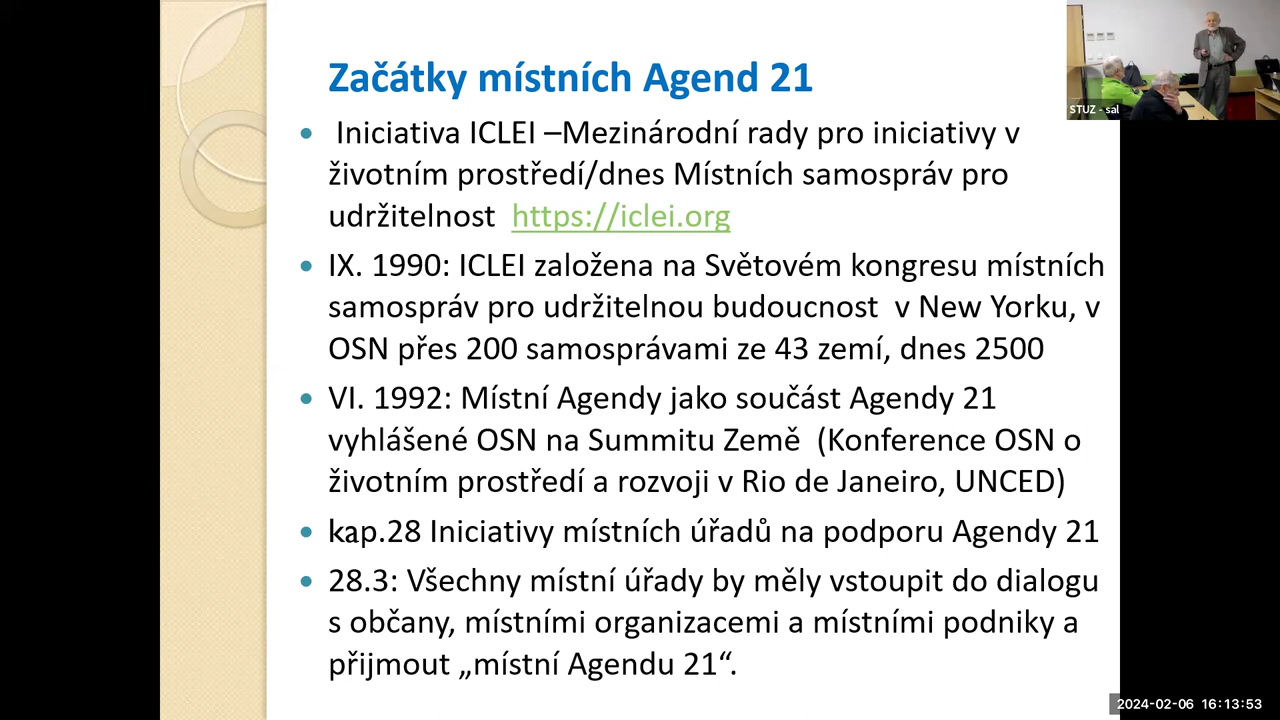 Začátky místních Agend 21
Iniciativa ICLEI –Mezinárodní rady pro iniciativy v
životním prostředí/dnes Místních samospráv pro
udržitelnost https://iclei.org
IX. 1990: ICLEI založena na Světovém kongresu místních
samospráv pro udržitelnou budoucnost v New Yorku, v
OSN přes 200 samosprávami ze 43 zemí, dnes 2500
VI. 1992: Místní Agendy jako součást Agendy 21
vyhlášené OSN na Summitu Země (Konference OSN o
životním prostředí a rozvoji v Rio de Janeiro, UNCED)
kap.28 Iniciativy místních úřadů na podporu Agendy 21
28.3: Všechny místní úřady by měly vstoupit do dialogu
s občany, místními organizacemi a místními podniky a
přijmout „místní Agendu 21“.
STUZ - sal
2024-02-06 16:13:53